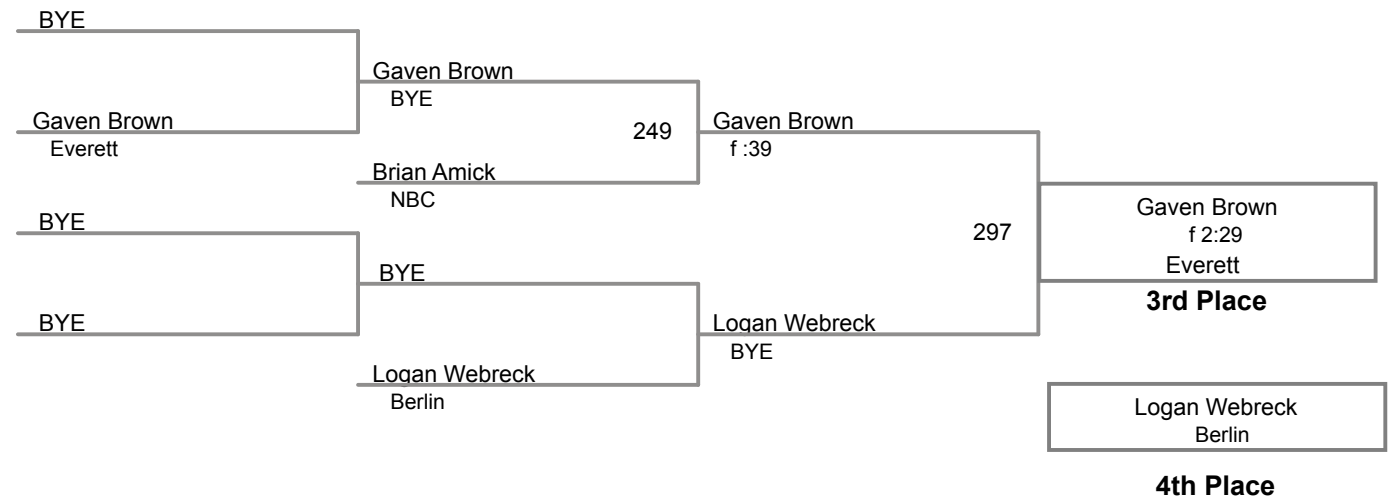 BYE
Gaven Brown
BYE
Gaven Brown
Everett
249
Gaven Brown
f :39
Brian Amick
NBC
Gaven Brown
f 2:29
Everett
3rd Place
297
BYE
BYE
BYE
Logan Webreck
BYE
Logan Webreck
Berlin
Logan Webreck
Berlin
4th Place